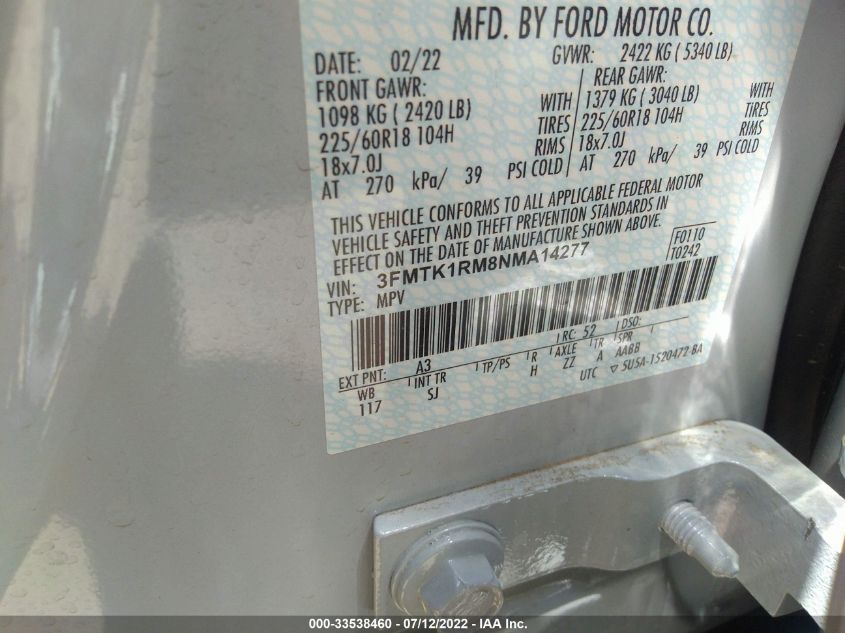 MFD. BY FORD MOTOR CO.
DATE: 02/22 GVWR: 2422 KG ( 5340 LB)
FRONT GAWR: REAR GAWR:
1098 KG ( 2420 LB) WITH 1379 KG ( 3040 LB) WITH
225/60R18 104H TIRES 225/60R18 104H TIRES
18x7.0J RIMS 18x7.0J RIMS
AT 270 kPa/ 39 PSI COLD AT 270 kPa/ 39 PSI COLD
THIS VEHICLE CONFORMS TO ALL APPLICABLE FEDERAL MOTOR
VEHICLE SAFETY AND THEFT PREVENTION STANDARDS IN
EFFECT ON THE DATE OF MANUFACTURE SHOWN ABOVE.
VIN: 3FMTK1RM8NMA14277 F0110
TYPE: MPV T0242
EXT PNT: A3 RC: 52 DSO:
WB INT TR TP/PS R AXLE TR SPR
117 SJ H ZZ A AABB
UTC ▽ 5U5A-1520472-BA
000-33538460 - 07/12/2022 - IAA Inc.